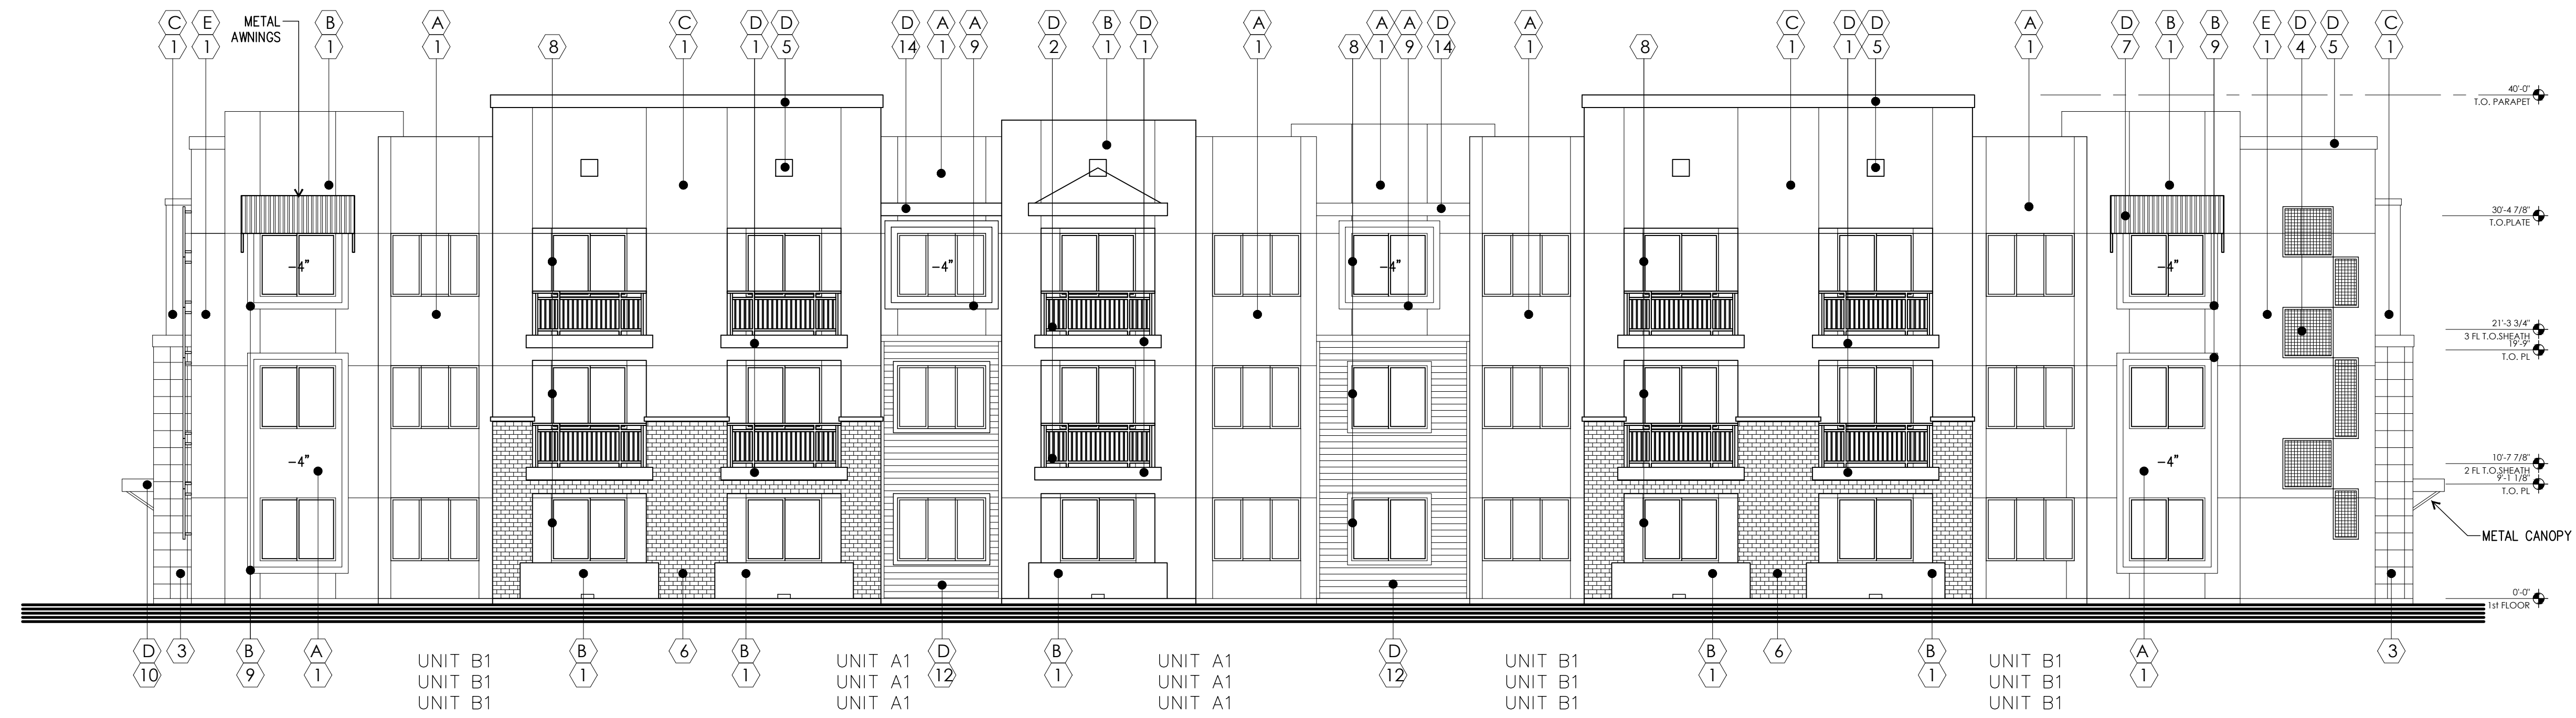 C E METAL B A C D D D A A D B D A A A D A C D D A D B B E D D C
1 1 AWNINGS 1 1 8 1 1 5 14 1 9 2 1 1 1 8 1 9 14 1 8 1 1 5 1 7 1 9 1 4 5 1
40'-0"
T.O. PARAPET
30'-4 7/8"
T.O.PLATE
-4" -4" -4" -4"
21'-3 3/4"
3 FL T.O.SHEATH
19'-9"
T.O. PL
-4" -4"
10'-7 7/8"
2 FL T.O.SHEATH
9'-1 1/8"
T.O. PL
METAL CANOPY
0'-0"
1st FLOOR
D 3 B A B 6 B D B D B 6 B A 3
10 9 1 1 1 12 1 12 1 1 1
UNIT B1 UNIT A1 UNIT A1 UNIT B1 UNIT B1
UNIT B1 UNIT A1 UNIT A1 UNIT B1 UNIT B1
UNIT B1 UNIT A1 UNIT A1 UNIT B1 UNIT B1